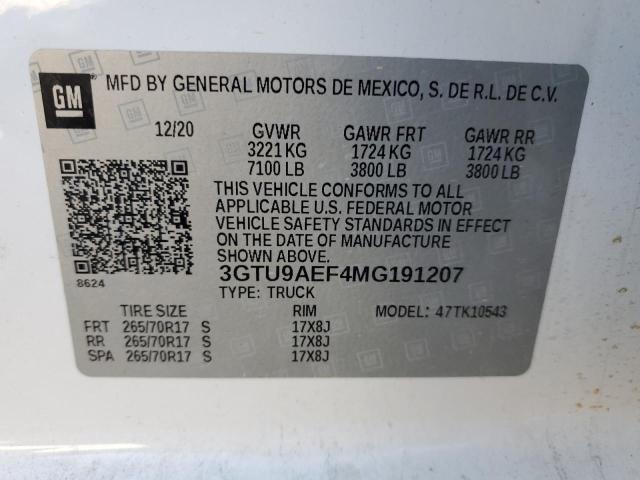 GM
MFD BY GENERAL MOTORS DE MEXICO, S. DE R.L. DE C.V.
12/20 GVWR GAWR FRT GAWR RR
3221 KG 1724 KG 1724 KG
7100 LB 3800 LB 3800 LB
THIS VEHICLE CONFORMS TO ALL
APPLICABLE U.S. FEDERAL MOTOR
VEHICLE SAFETY STANDARDS IN EFFECT
ON THE DATE OF MANUFACTURE
SHOWN ABOVE.
8624
3GTU9AEF4MG191207
TYPE: TRUCK
TIRE SIZE RIM MODEL: 47TK10543
FRT 265/70R17 S 17X8J
RR 265/70R17 S 17X8J
SPA 265/70R17 S 17X8J